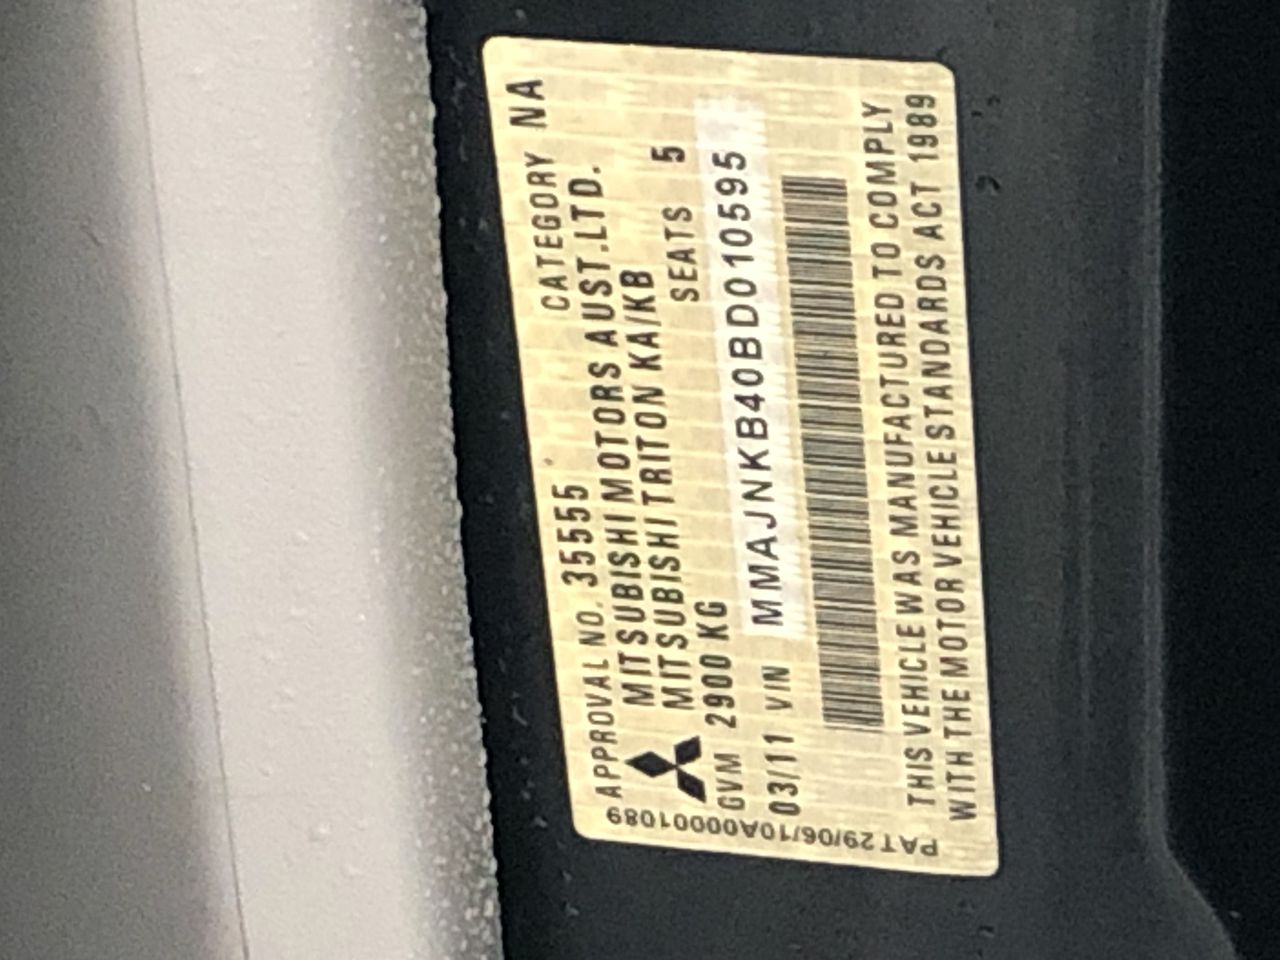 APPROVAL NO. 35555 CATEGORY NA
MITSUBISHI MOTORS AUST.LTD.
MITSUBISHI TRITON KA/KB
GVM 2900 KG SEATS 5
03/11 VIN MMAJNKB40BD010595
THIS VEHICLE WAS MANUFACTURED TO COMPLY
WITH THE MOTOR VEHICLE STANDARDS ACT 1989
PAT29/06/10A00001089